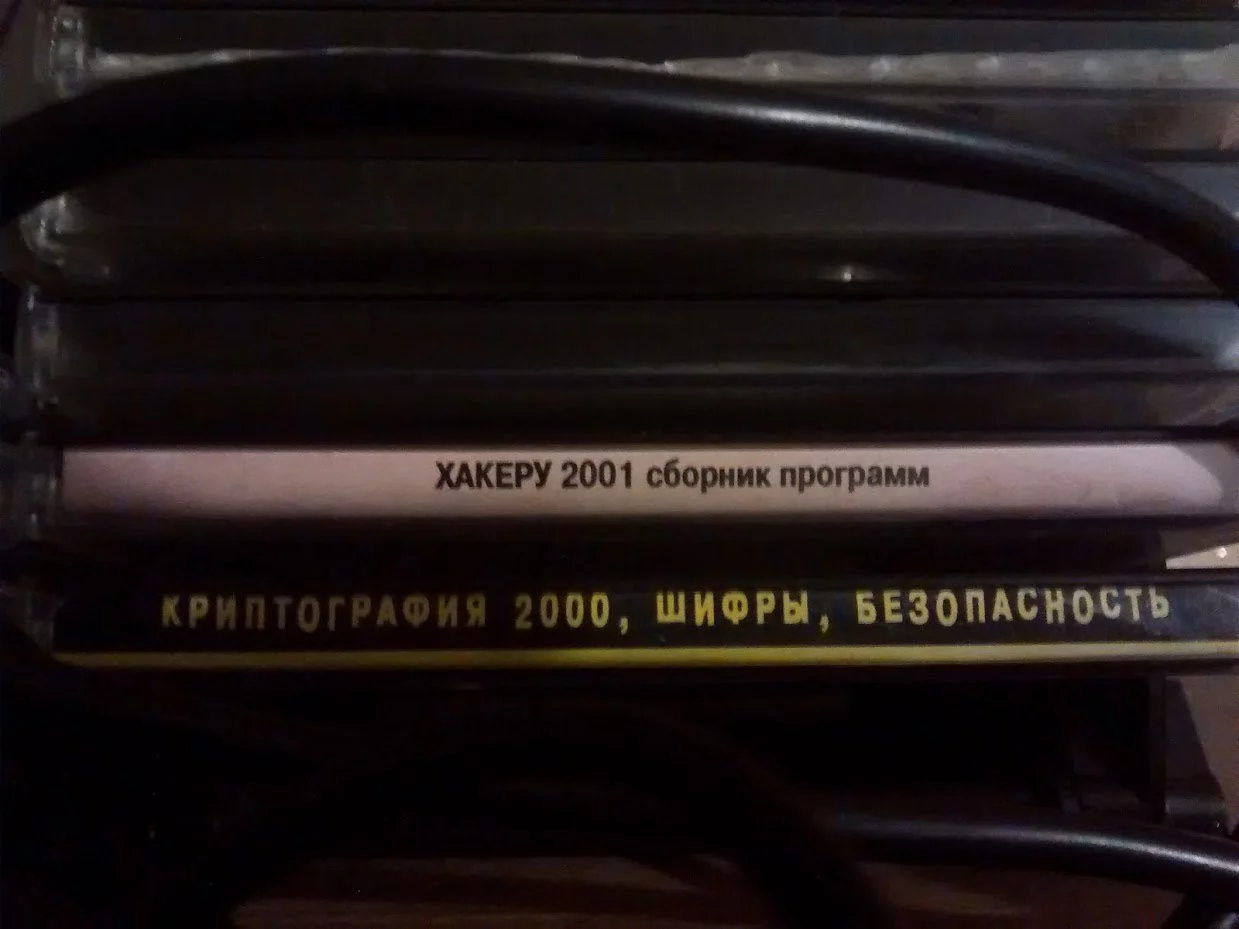 ХАКЕРУ 2001 сборник программ
КРИПТОГРАФИЯ 2000, ШИФРЫ, БЕЗОПАСНОСТЬ